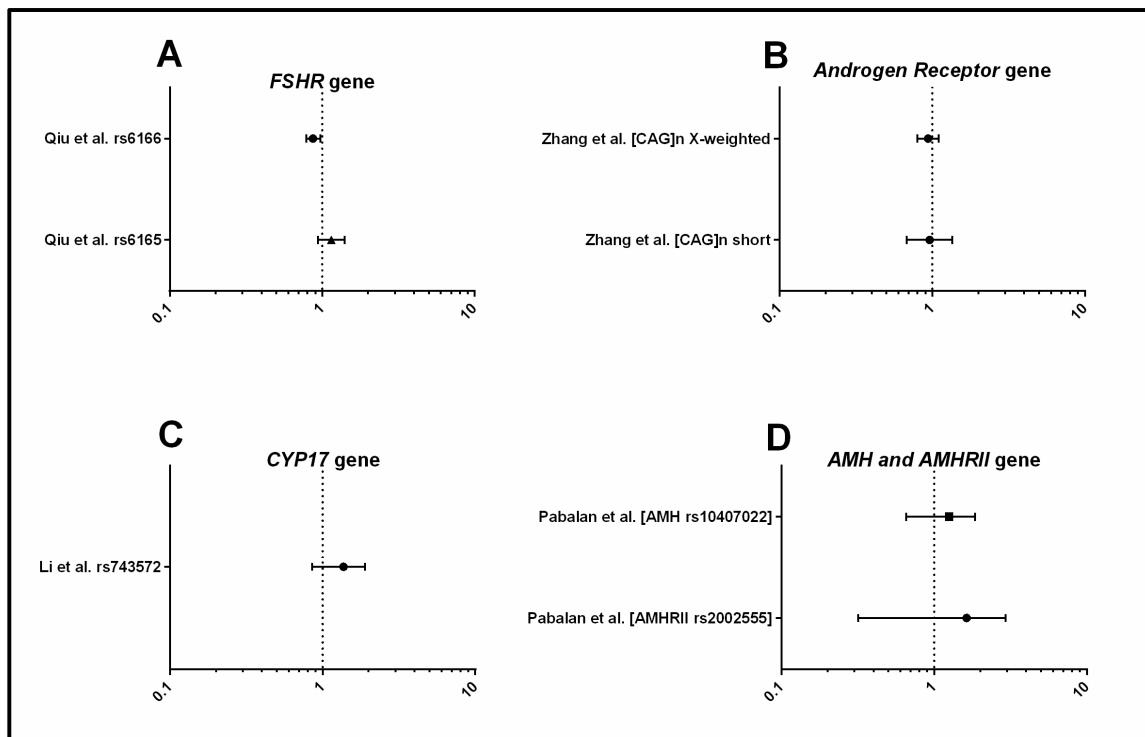 A
FSHR gene
Qiu et al. rs6166
Qiu et al. rs6165
0.1
1
10
B
Androgen Receptor gene
Zhang et al. [CAG]n X-weighted
Zhang et al. [CAG]n short
0.1
1
10
C
CYP17 gene
Li et al. rs743572
0.1
1
10
D
AMH and AMHRII gene
Pabalan et al. [AMH rs10407022]
Pabalan et al. [AMHRII rs2002555]
0.1
1
10